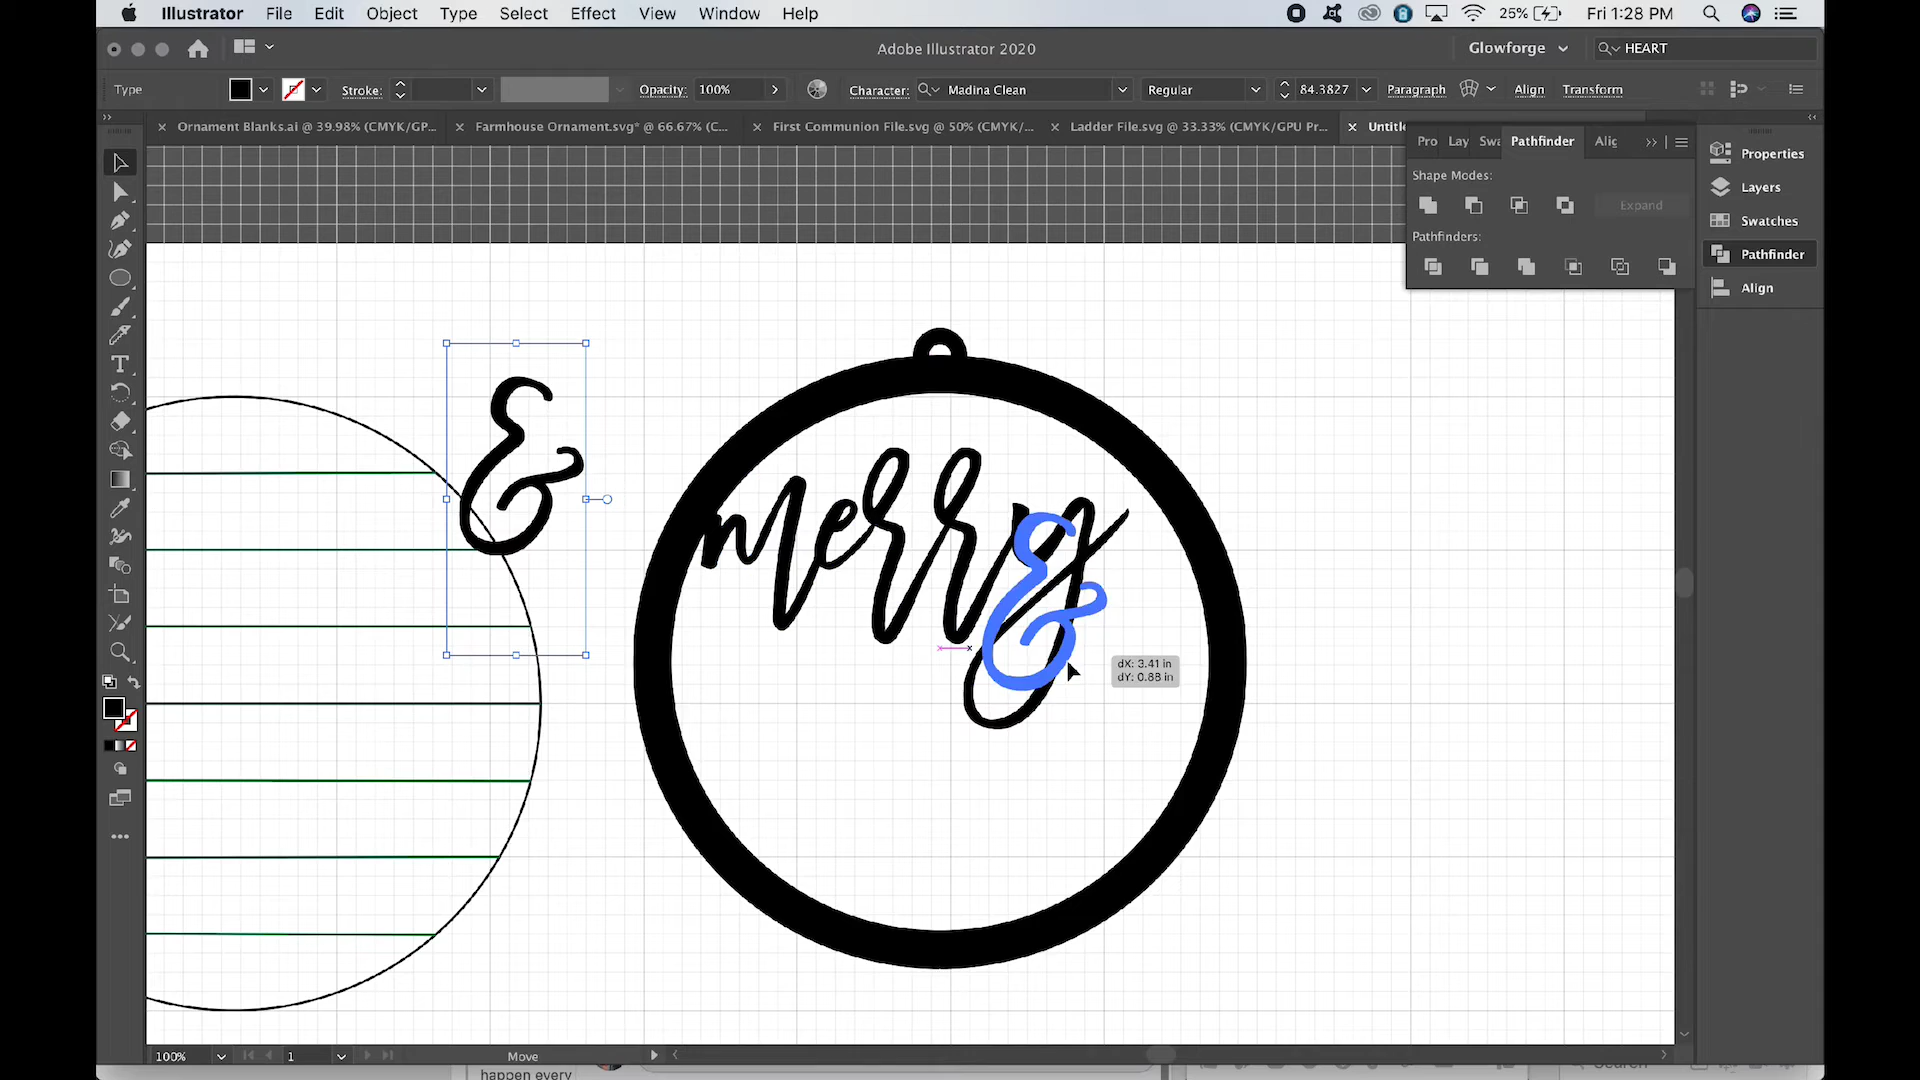 Illustrator File Edit Object Type Select Effect View Window Help 25% Fri 1:28 PM
Adobe Illustrator 2020 Glowforge HEART
Type Stroke: Opacity: 100% Character: Madina Clean Regular 84.3827 Paragraph Align Transform
Ornament Blanks.ai @ 39.98% (CMYK/GP... Farmhouse Ornament.svg* @ 66.67% (C... First Communion File.svg @ 50% (CMYK/... Ladder File.svg @ 33.33% (CMYK/GPU Pr... Untitle
Pro Lay Swa Pathfinder Alig
Properties
Shape Modes:
Layers
Expand
Swatches
Pathfinders:
Pathfinder
Align
&
merry
&
dX: 3.41 in
dY: 0.88 in
100% 1 Move
happen every
Search